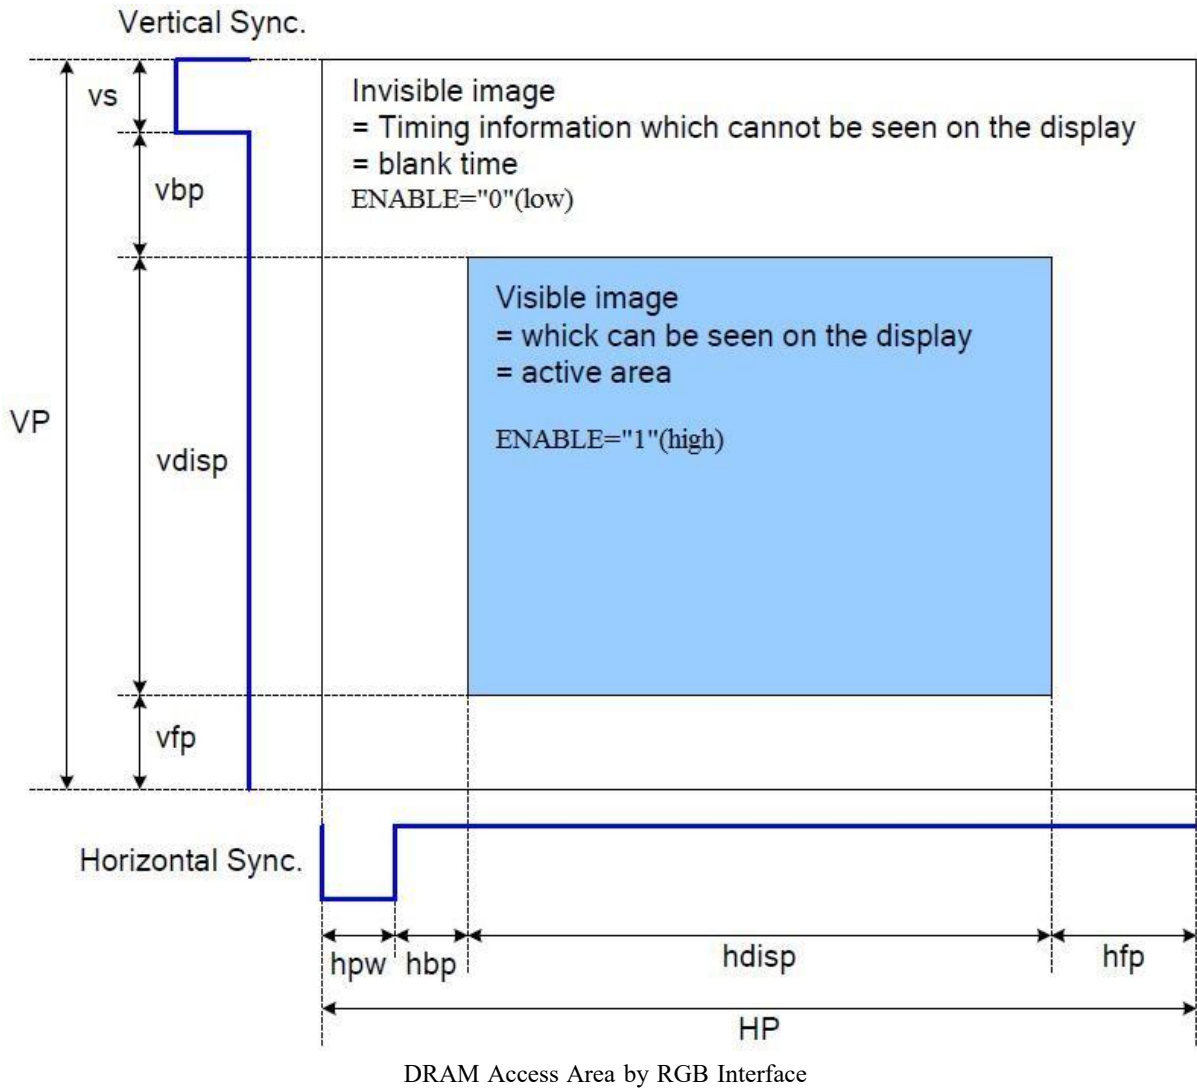 Vertical Sync.
vs
Invisible image
= Timing information which cannot be seen on the display
= blank time
ENABLE="0"(low)
vbp
Visible image
= whick can be seen on the display
= active area
ENABLE="1"(high)
VP
vdisp
vfp
Horizontal Sync.
hpw
hbp
hdisp
hfp
HP
DRAM Access Area by RGB Interface